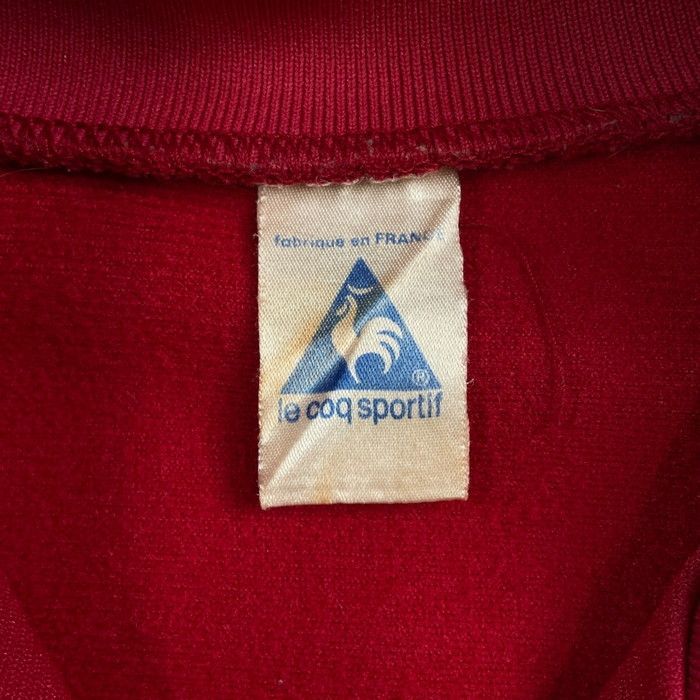 fabrique en FRANCE
®
le coq sportif